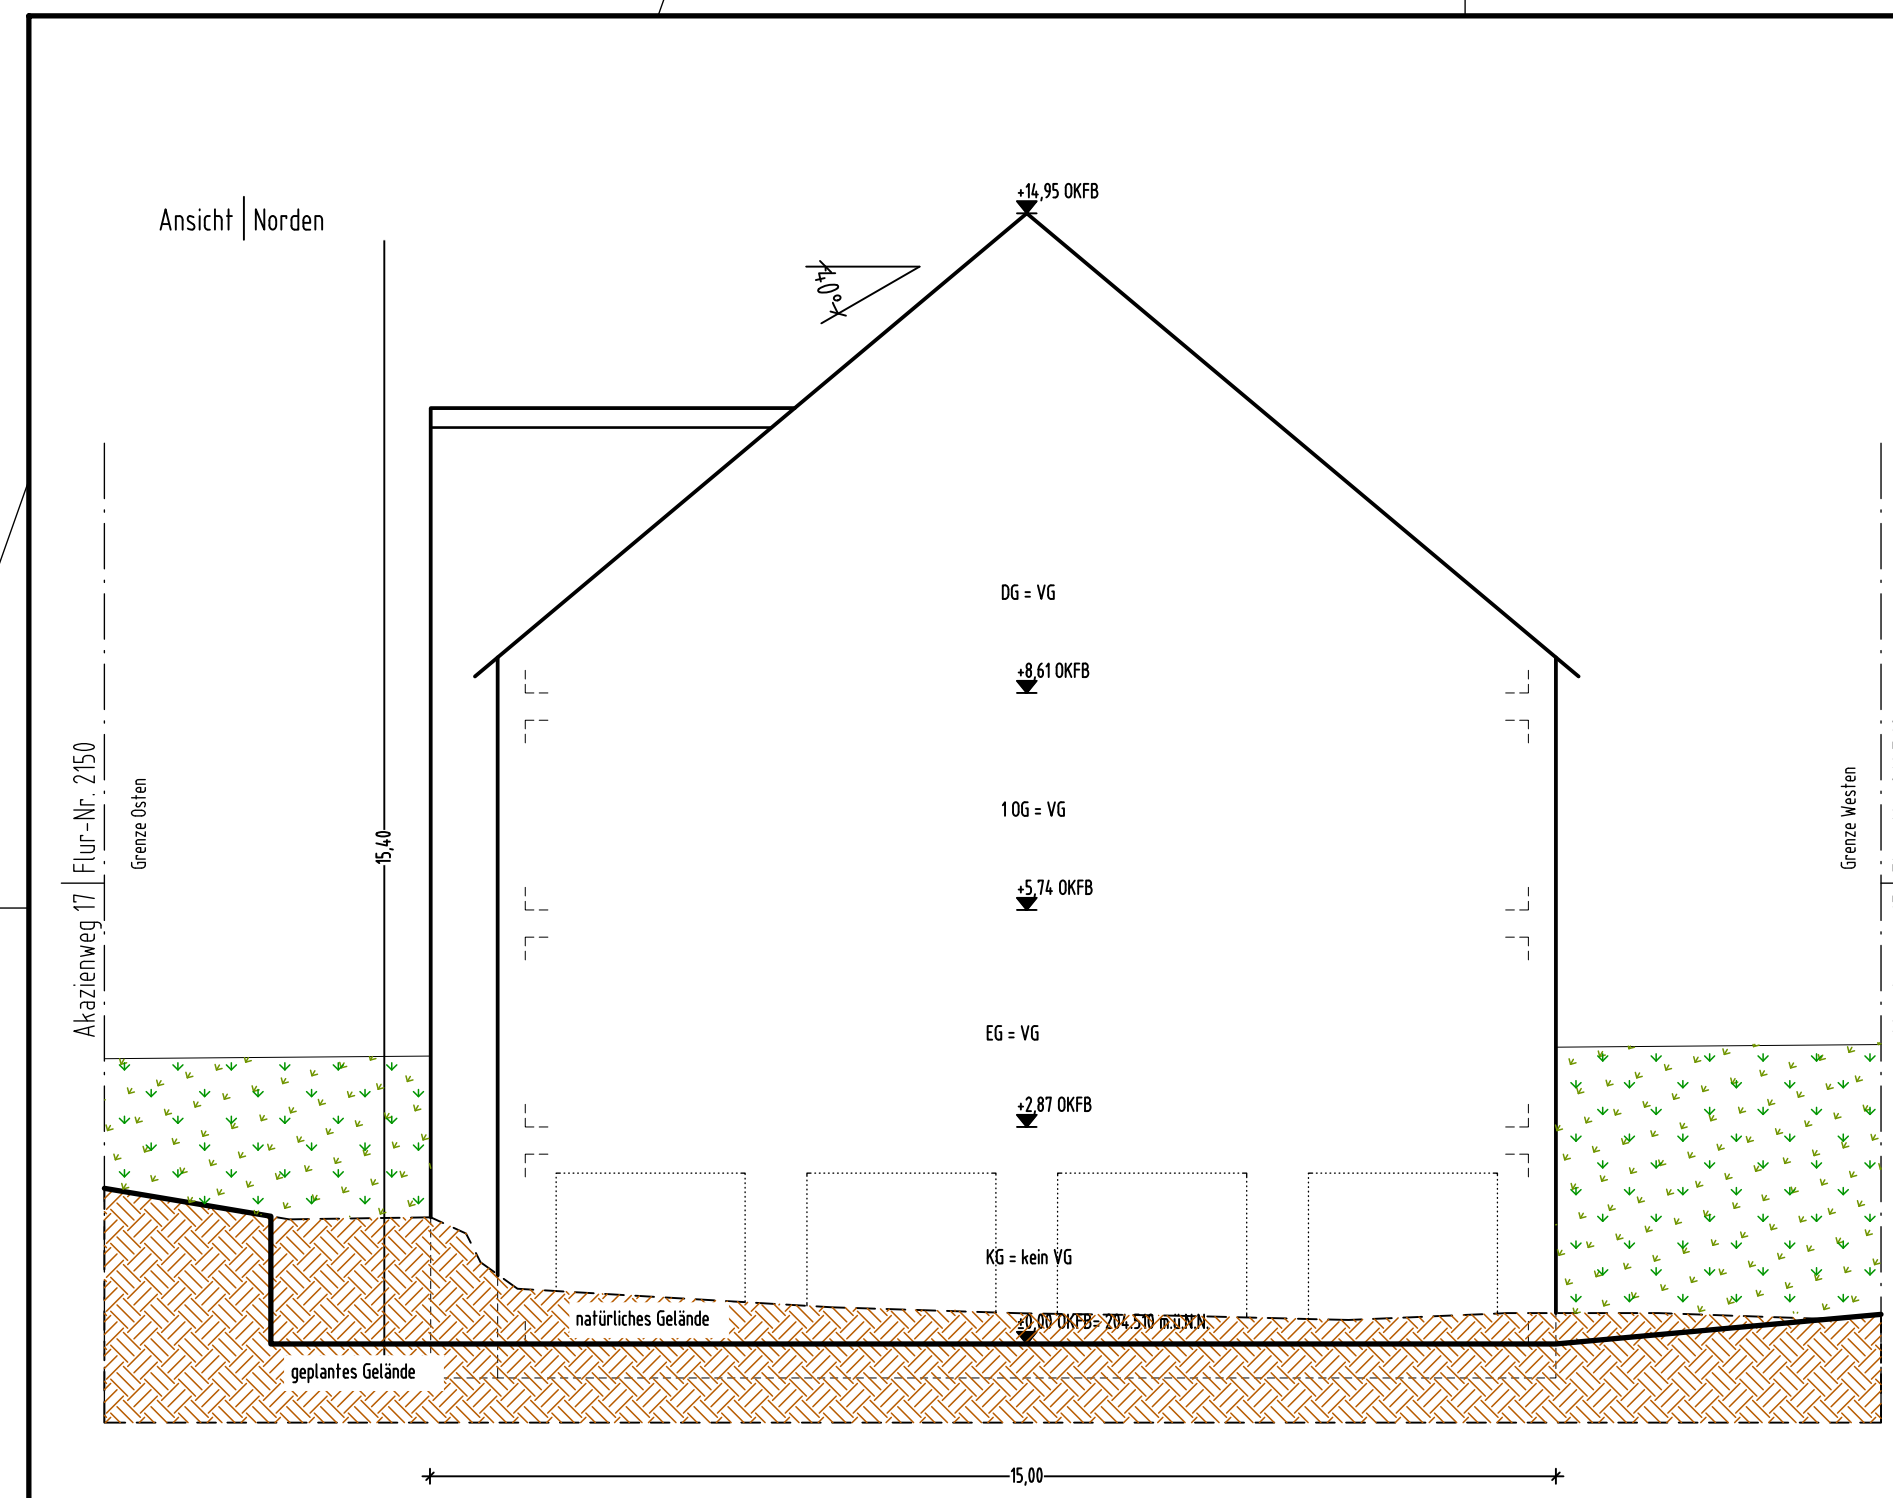 +14,95 OKFB
Ansicht Norden
40°
DG = VG
+8,61 OKFB
Akazienweg 17 Flur-Nr. 2150
Grenze Osten
15,40
1 OG = VG
Grenze Westen
+5,74 OKFB
EG = VG
+2,87 OKFB
KG = kein VG
natürliches Gelände
±0,00 OKFB= 204.510 m.ü.N.N.
geplantes Gelände
15,00